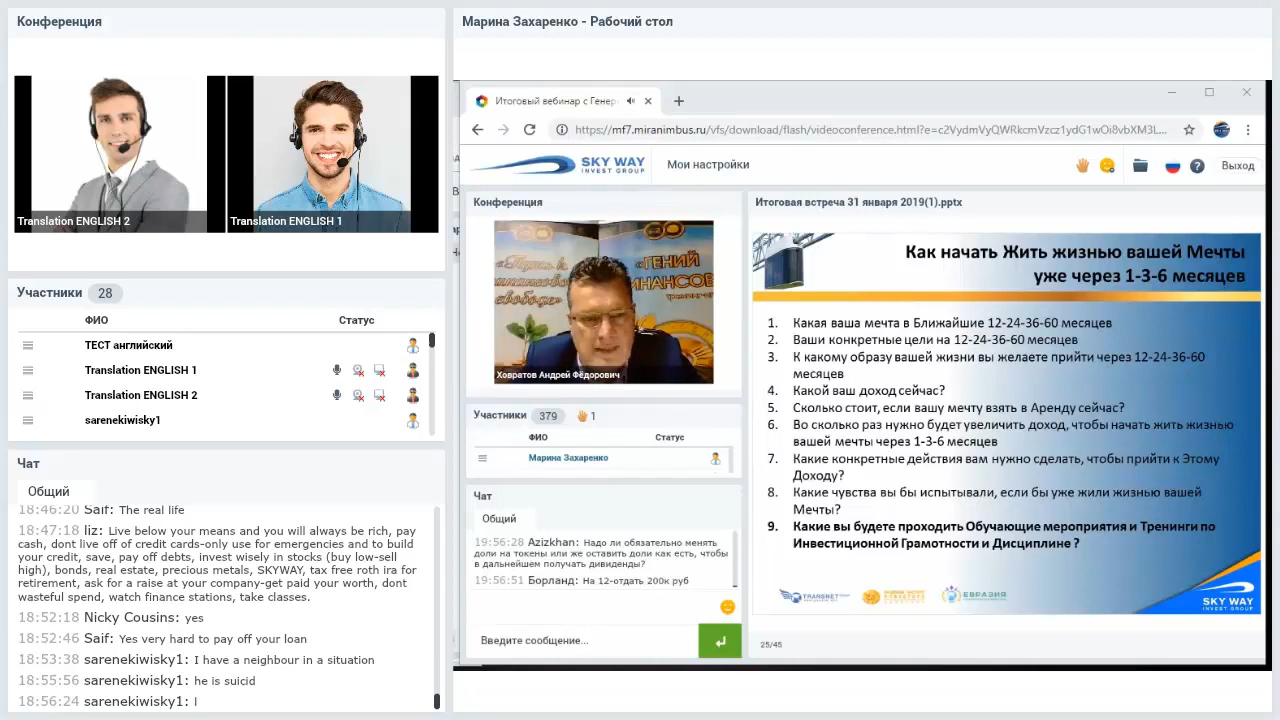 Конференция
Translation ENGLISH 2
Translation ENGLISH 1
Участники 28
ФИО Статус
ТЕСТ английский
Translation ENGLISH 1
Translation ENGLISH 2
sarenekiwisky1
Чат
Общий
18:46:20 Saif: The real life
18:47:18 liz: Live below your means and you will always be rich, pay
cash, dont live off of credit cards-only use for emergencies and to build
your credit, save, pay off debts, invest wisely in stocks (buy low-sell
high), bonds, real estate, precious metals, SKYWAY, tax free roth ira for
retirement, ask for a raise at your company-get paid your worth, dont
wasteful spend, watch finance stations, take classes.
18:52:18 Nicky Cousins: yes
18:52:46 Saif: Yes very hard to pay off your loan
18:53:38 sarenekiwisky1: I have a neighbour in a situation
18:55:56 sarenekiwisky1: he is suicid
18:56:24 sarenekiwisky1: I
Марина Захаренко - Рабочий стол
Итоговый вебинар с Генер
https://mf7.miranimbus.ru/vfs/download/flash/videoconference.html?e=c2VydmVyQWRkcmVzcz1ydG1wOi8vbXM3L...
SKY WAY
INVEST GROUP
Мои настройки
Выход
Конференция
«ГЕНИЙ
Ховратов Андрей Фёдорович
Участники 379 1
ФИО Статус
Марина Захаренко
Чат
Общий
19:56:28 Azizkhan: Надо ли обязательно менять
доли на токены или же оставить доли как есть, чтобы
в дальнейшем получать дивиденды?
19:56:51 Борланд: На 12-отдать 200к руб
Введите сообщение...
Итоговая встреча 31 января 2019(1).pptx
Как начать Жить жизнью вашей Мечты
уже через 1-3-6 месяцев
1. Какая ваша мечта в Ближайшие 12-24-36-60 месяцев
2. Ваши конкретные цели на 12-24-36-60 месяцев
3. К какому образу вашей жизни вы желаете прийти через 12-24-36-60
месяцев
4. Какой ваш доход сейчас?
5. Сколько стоит, если вашу мечту взять в Аренду сейчас?
6. Во сколько раз нужно будет увеличить доход, чтобы начать жить жизнью
вашей мечты через 1-3-6 месяцев
7. Какие конкретные действия вам нужно сделать, чтобы прийти к Этому
Доходу?
8. Какие чувства вы бы испытывали, если бы уже жили жизнью вашей
Мечты?
9. Какие вы будете проходить Обучающие мероприятия и Тренинги по
Инвестиционной Грамотности и Дисциплине ?
TRANSNET
ЕВРАЗИЯ
SKY WAY
INVEST GROUP
25/45